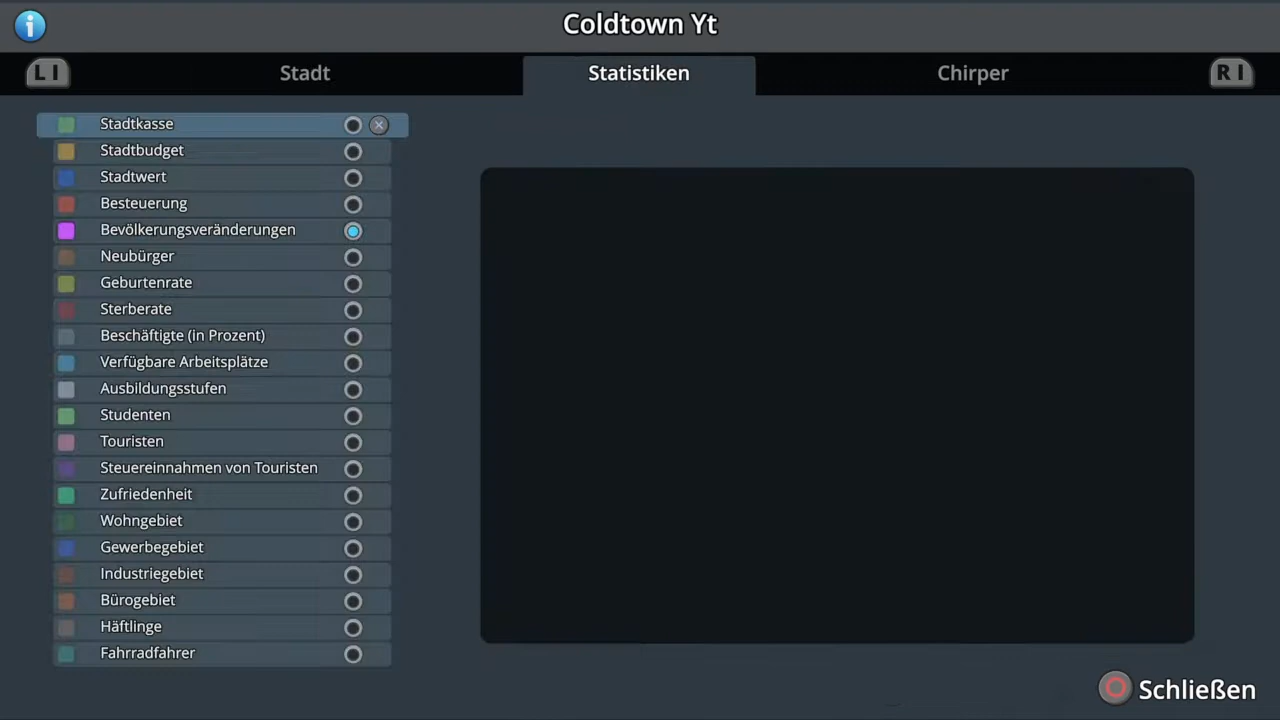 Coldtown Yt
L1
Stadt
Statistiken
Chirper
R1
Stadtkasse
Stadtbudget
Stadtwert
Besteuerung
Bevölkerungsveränderungen
Neubürger
Geburtenrate
Sterberate
Beschäftigte (in Prozent)
Verfügbare Arbeitsplätze
Ausbildungsstufen
Studenten
Touristen
Steuereinnahmen von Touristen
Zufriedenheit
Wohngebiet
Gewerbegebiet
Industriegebiet
Bürogebiet
Häftlinge
Fahrradfahrer
Schließen